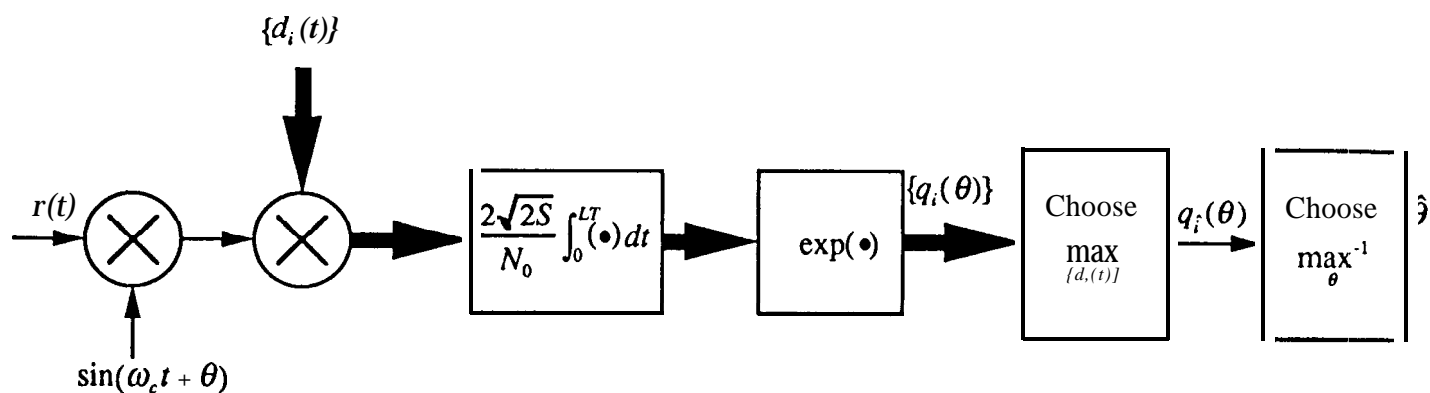 {d_i(t)}
r(t)
sin(ω_c t + θ)
2√2S / N_0 ∫_0^{LT} (•) dt
exp(•)
{q_i(θ)}
Choose
max
{d,(t)]
q_î(θ)
Choose
max^{-1}
θ
θ̂